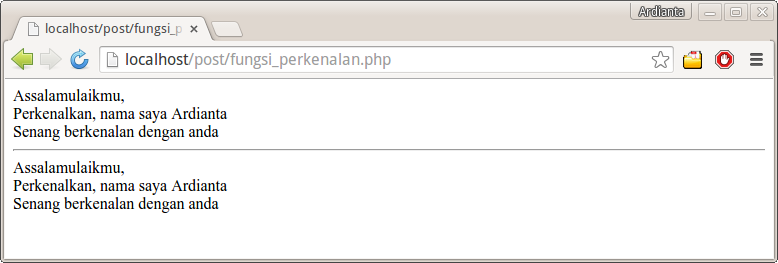 Ardianta
localhost/post/fungsi_p
localhost/post/fungsi_perkenalan.php
Assalamulaikmu,
Perkenalkan, nama saya Ardianta
Senang berkenalan dengan anda
Assalamulaikmu,
Perkenalkan, nama saya Ardianta
Senang berkenalan dengan anda